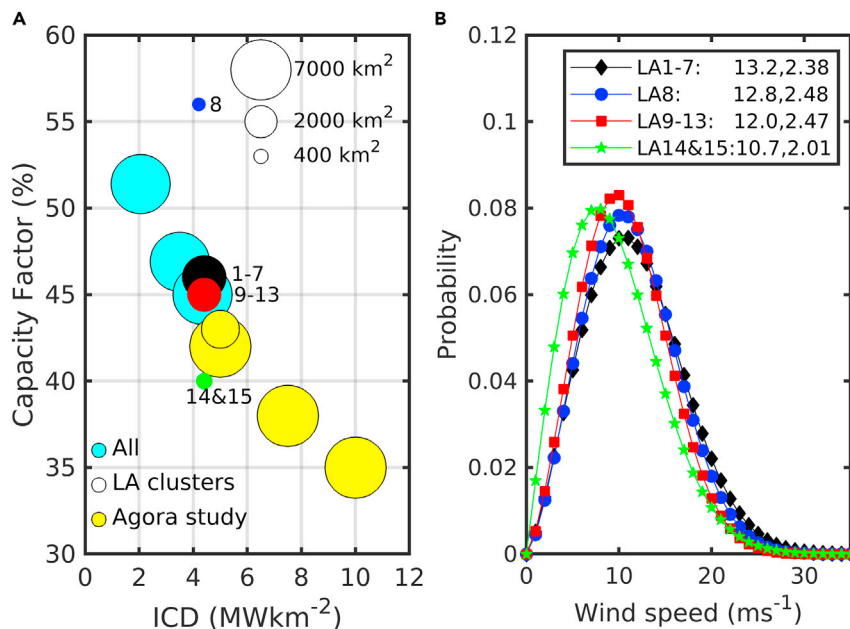 A
60
55
50
45
40
35
30
Capacity Factor (%)
0 2 4 6 8 10 12
ICD (MWkm-2)
7000 km2
2000 km2
400 km2
8
1-7
9-13
14&15
All
LA clusters
Agora study
B
0.12
0.1
0.08
0.06
0.04
0.02
0
Probability
0 10 20 30
Wind speed (ms-1)
LA1-7: 13.2,2.38
LA8: 12.8,2.48
LA9-13: 12.0,2.47
LA14&15:10.7,2.01